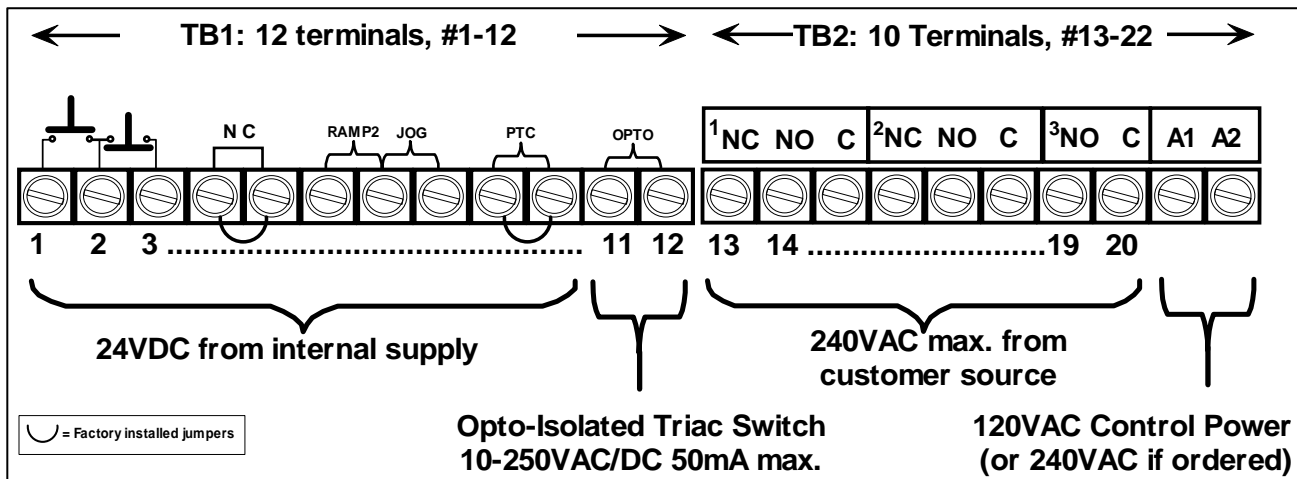 TB1: 12 terminals, #1-12
TB2: 10 Terminals, #13-22
N C
RAMP2 JOG
PTC
OPTO
1NC NO C 2NC NO C 3NO C A1 A2
1 2 3 ................................................ 11 12 13 14 ..........................19 20
24VDC from internal supply
240VAC max. from
customer source
= Factory installed jumpers
Opto-Isolated Triac Switch
10-250VAC/DC 50mA max.
120VAC Control Power
(or 240VAC if ordered)